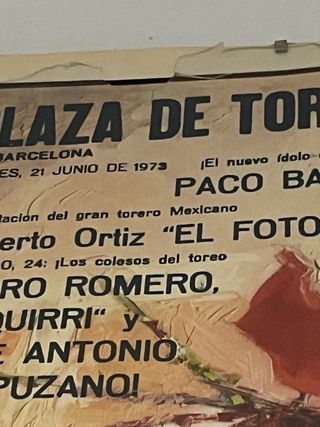 LAZA DE TOR
BARCELONA
ES, 21 JUNIO DE 1973
¡El nuevo ídolo
PACO BA
tación del gran torero Mexicano
erto Ortiz "EL FOTO
O, 24: ¡Los colosos del toreo
RO ROMERO,
QUIRRI" y
E ANTONIO
PUZANO!